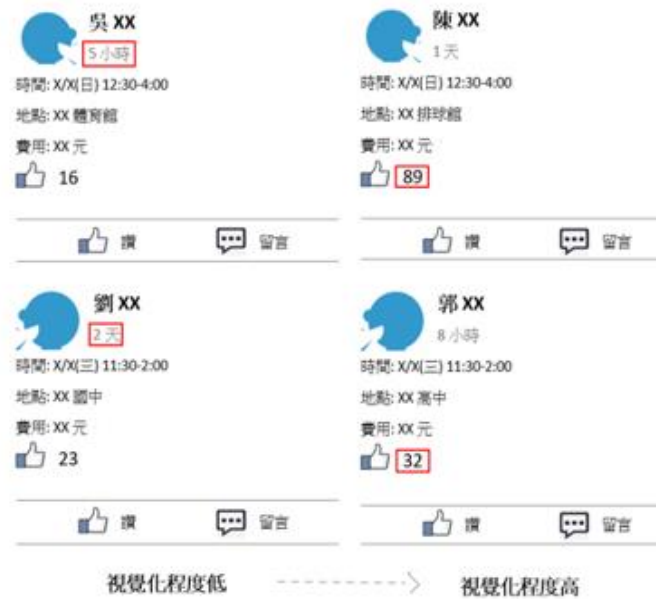 吳 XX
5 小時
時間: X/X(日) 12:30-4:00
地點: XX 體育館
費用: XX 元
16
讚
留言
陳 XX
1 天
時間: X/X(日) 12:30-4:00
地點: XX 排球館
費用: XX 元
89
讚
留言
劉 XX
2 天
時間: X/X(三) 11:30-2:00
地點: XX 國中
費用: XX 元
23
讚
留言
郭 XX
8 小時
時間: X/X(三) 11:30-2:00
地點: XX 高中
費用: XX 元
32
讚
留言
視覺化程度低
視覺化程度高